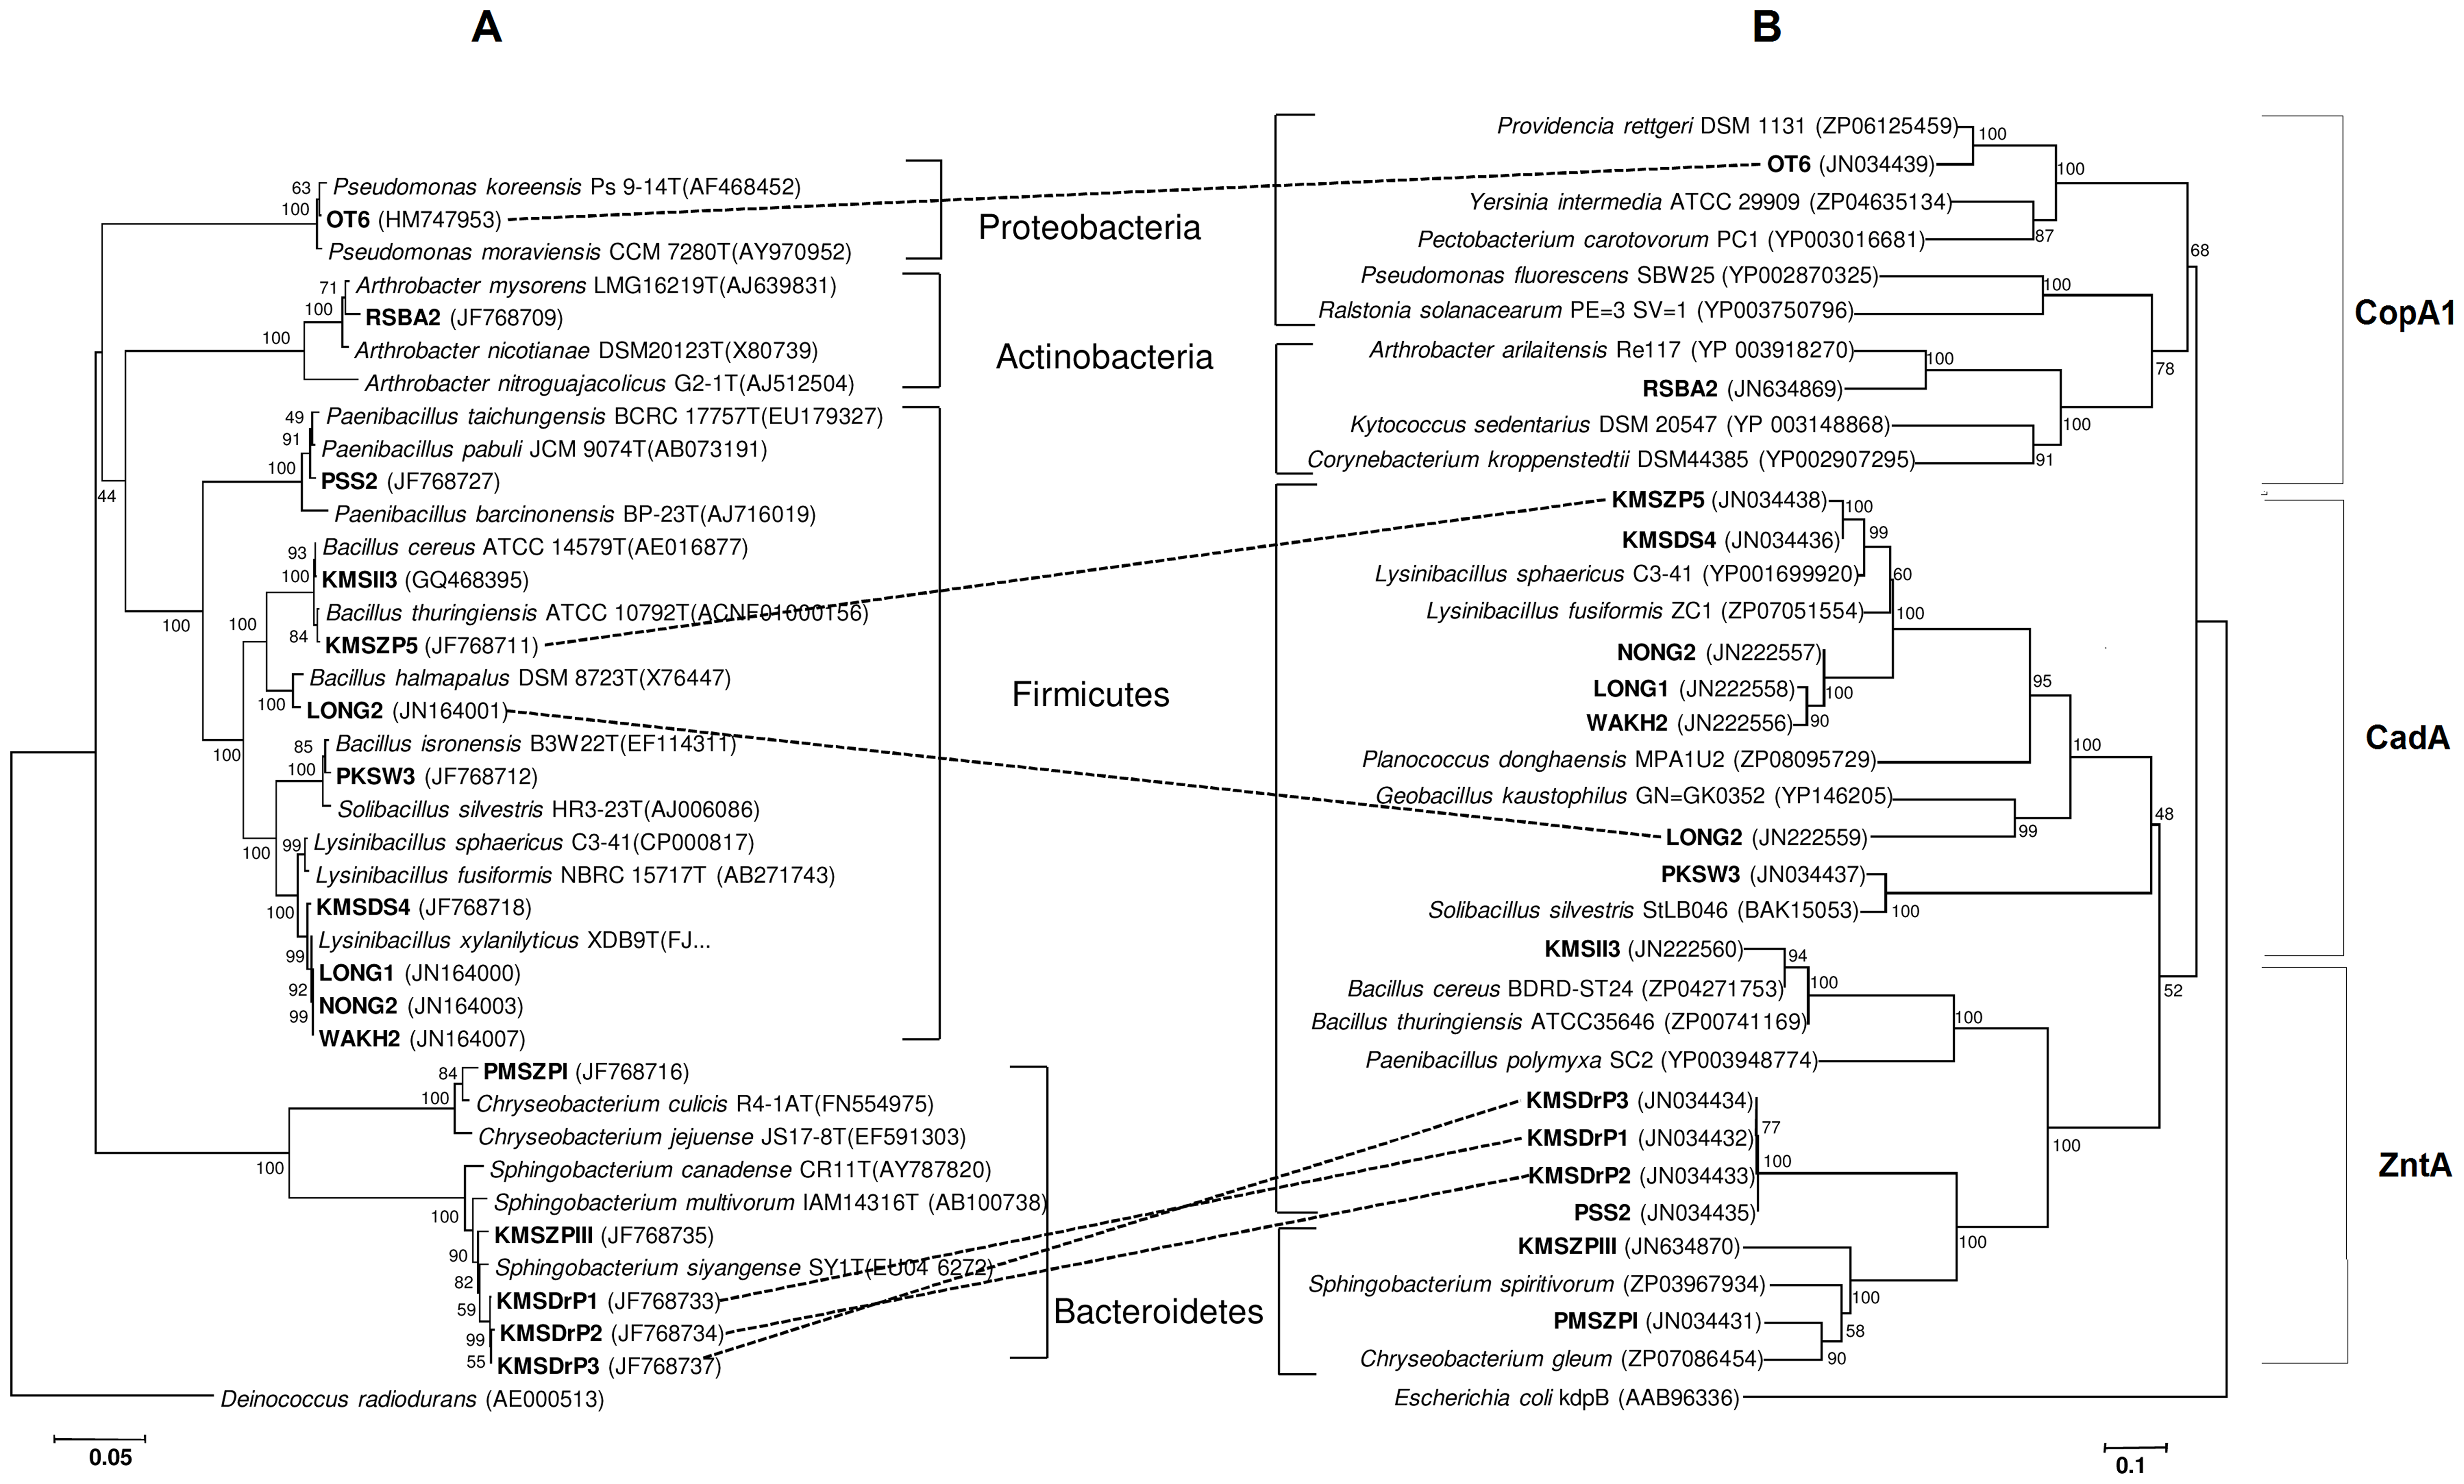 A
B
63
Pseudomonas koreensis Ps 9-14T(AF468452)
100
OT6 (HM747953)
Pseudomonas moraviensis CCM 7280T(AY970952)
71
Arthrobacter mysorens LMG16219T(AJ639831)
100
RSBA2 (JF768709)
100
Arthrobacter nicotianae DSM20123T(X80739)
Arthrobacter nitroguajacolicus G2-1T(AJ512504)
49
Paenibacillus taichungensis BCRC 17757T(EU179327)
91
Paenibacillus pabuli JCM 9074T(AB073191)
100
PSS2 (JF768727)
44
Paenibacillus barcinonensis BP-23T(AJ716019)
93
Bacillus cereus ATCC 14579T(AE016877)
100
KMSII3 (GQ468395)
Bacillus thuringiensis ATCC 10792T(ACNF01000156)
100
100
84
KMSZP5 (JF768711)
Bacillus halmapalus DSM 8723T(X76447)
100
LONG2 (JN164001)
85
Bacillus isronensis B3W22T(EF114311)
100
100
PKSW3 (JF768712)
Solibacillus silvestris HR3-23T(AJ006086)
99
Lysinibacillus sphaericus C3-41(CP000817)
100
Lysinibacillus fusiformis NBRC 15717T (AB271743)
100
KMSDS4 (JF768718)
Lysinibacillus xylanilyticus XDB9T(FJ...
99
LONG1 (JN164000)
92
NONG2 (JN164003)
99
WAKH2 (JN164007)
84
PMSZPI (JF768716)
100
Chryseobacterium culicis R4-1AT(FN554975)
Chryseobacterium jejuense JS17-8T(EF591303)
100
Sphingobacterium canadense CR11T(AY787820)
Sphingobacterium multivorum IAM14316T (AB100738)
100
KMSZPIII (JF768735)
90
Sphingobacterium siyangense SY1T(EU04 6272)
82
KMSDrP1 (JF768733)
59
KMSDrP2 (JF768734)
99
55
KMSDrP3 (JF768737)
Deinococcus radiodurans (AE000513)
0.05
Proteobacteria
Actinobacteria
Firmicutes
Bacteroidetes
Providencia rettgeri DSM 1131 (ZP06125459)
100
OT6 (JN034439)
100
Yersinia intermedia ATCC 29909 (ZP04635134)
Pectobacterium carotovorum PC1 (YP003016681)
87
68
Pseudomonas fluorescens SBW25 (YP002870325)
100
Ralstonia solanacearum PE=3 SV=1 (YP003750796)
Arthrobacter arilaitensis Re117 (YP 003918270)
100
78
RSBA2 (JN634869)
Kytococcus sedentarius DSM 20547 (YP 003148868)
100
Corynebacterium kroppenstedtii DSM44385 (YP002907295)
91
KMSZP5 (JN034438)
100
99
KMSDS4 (JN034436)
Lysinibacillus sphaericus C3-41 (YP001699920)
60
Lysinibacillus fusiformis ZC1 (ZP07051554)
100
NONG2 (JN222557)
95
LONG1 (JN222558)
100
WAKH2 (JN222556)
90
100
Planococcus donghaensis MPA1U2 (ZP08095729)
Geobacillus kaustophilus GN=GK0352 (YP146205)
48
LONG2 (JN222559)
99
PKSW3 (JN034437)
Solibacillus silvestris StLB046 (BAK15053)
100
KMSII3 (JN222560)
94
100
52
Bacillus cereus BDRD-ST24 (ZP04271753)
Bacillus thuringiensis ATCC35646 (ZP00741169)
100
Paenibacillus polymyxa SC2 (YP003948774)
KMSDrP3 (JN034434)
77
KMSDrP1 (JN034432)
100
100
KMSDrP2 (JN034433)
PSS2 (JN034435)
100
KMSZPIII (JN634870)
Sphingobacterium spiritivorum (ZP03967934)
100
PMSZPI (JN034431)
58
Chryseobacterium gleum (ZP07086454)
90
Escherichia coli kdpB (AAB96336)
0.1
CopA1
CadA
ZntA